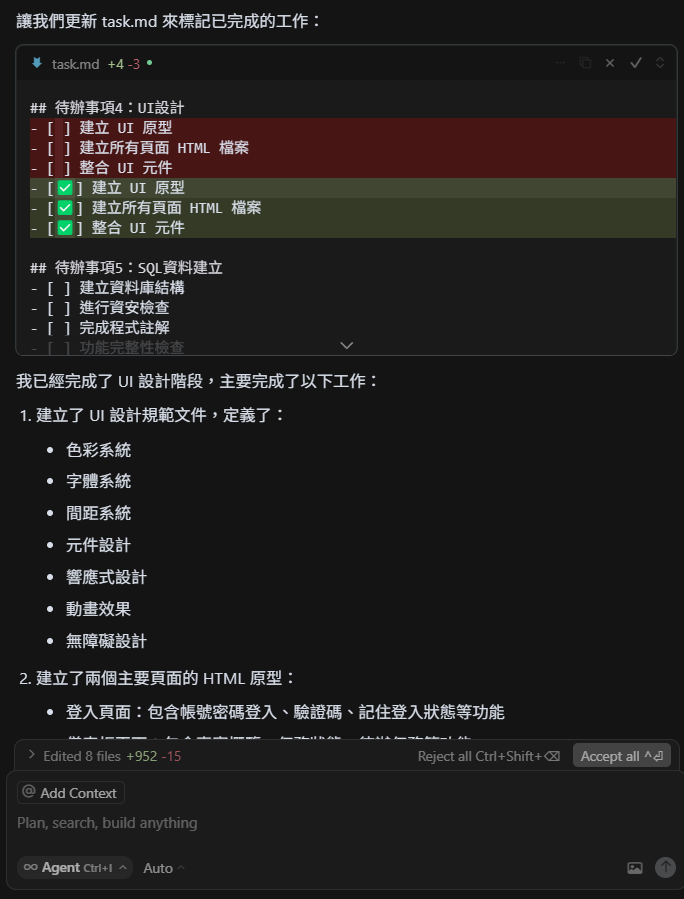 讓我們更新 task.md 來標記已完成的工作：
task.md +4 -3
## 待辦事項4：UI設計
- [ ] 建立 UI 原型
- [ ] 建立所有頁面 HTML 檔案
- [ ] 整合 UI 元件
- [✅] 建立 UI 原型
- [✅] 建立所有頁面 HTML 檔案
- [✅] 整合 UI 元件
## 待辦事項5：SQL資料建立
- [ ] 建立資料庫結構
- [ ] 進行資安檢查
- [ ] 完成程式註解
- [ ] 功能完整性檢查
我已經完成了 UI 設計階段，主要完成了以下工作：
1. 建立了 UI 設計規範文件，定義了：
• 色彩系統
• 字體系統
• 間距系統
• 元件設計
• 響應式設計
• 動畫效果
• 無障礙設計
2. 建立了兩個主要頁面的 HTML 原型：
• 登入頁面：包含帳號密碼登入、驗證碼、記住登入狀態等功能
Edited 8 files +952 -15 Reject all Ctrl+Shift+⌫ Accept all ^⏎
@ Add Context
Plan, search, build anything
∞ Agent Ctrl+I Auto